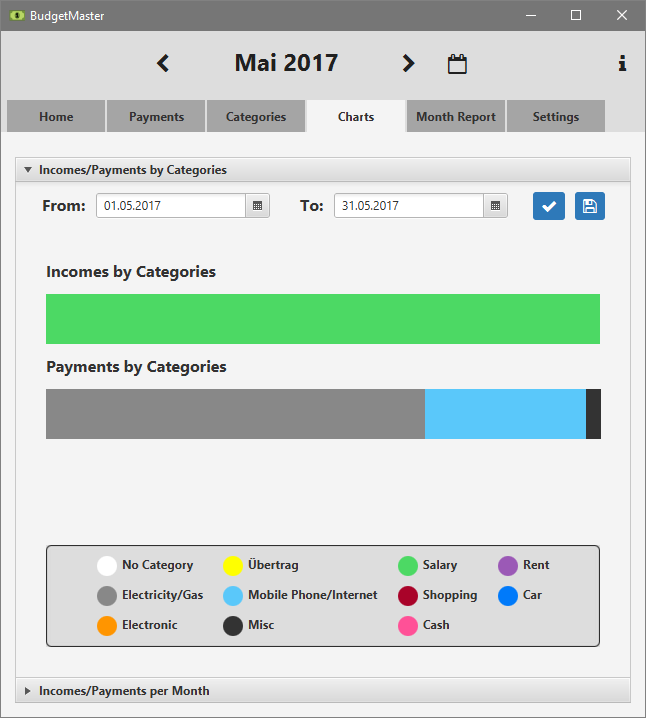 BudgetMaster
Mai 2017
Home Payments Categories Charts Month Report Settings
Incomes/Payments by Categories
From: 01.05.2017 To: 31.05.2017
Incomes by Categories
Payments by Categories
No Category Übertrag Salary Rent
Electricity/Gas Mobile Phone/Internet Shopping Car
Electronic Misc Cash
Incomes/Payments per Month